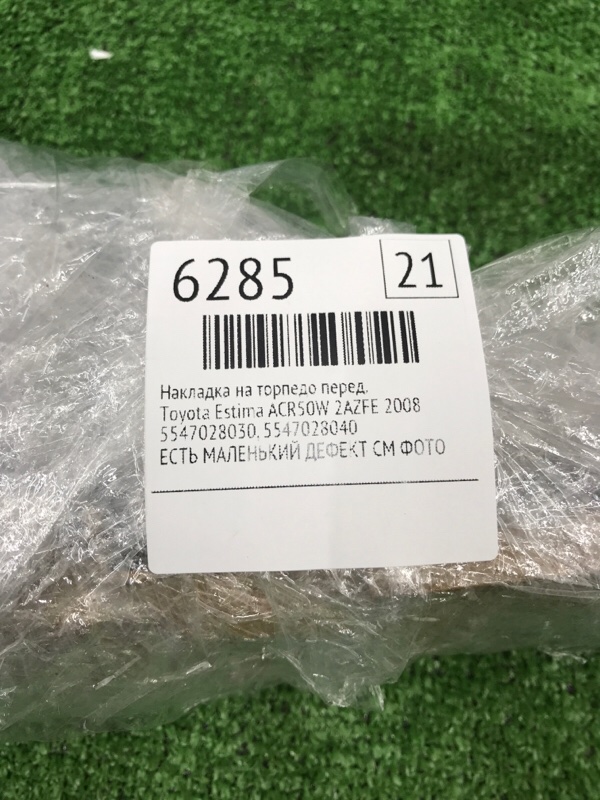 6285
21
Накладка на торпедо перед.
Toyota Estima ACR50W 2AZFE 2008
5547028030, 5547028040
ЕСТЬ МАЛЕНЬКИЙ ДЕФЕКТ СМ ФОТО